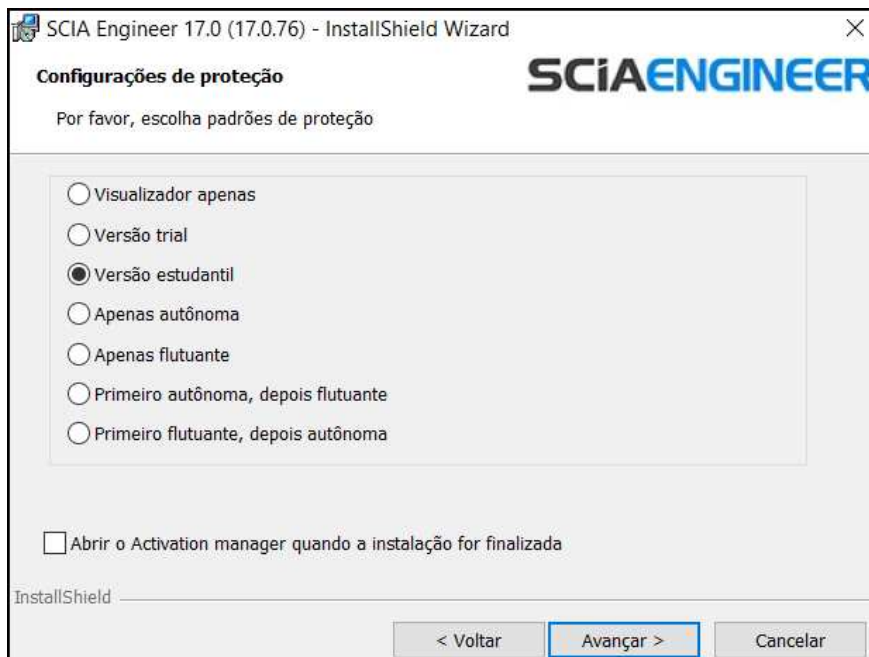 SCIA Engineer 17.0 (17.0.76) - InstallShield Wizard
Configurações de proteção
SCiAENGINEER
Por favor, escolha padrões de proteção
Visualizador apenas
Versão trial
Versão estudantil
Apenas autônoma
Apenas flutuante
Primeiro autônoma, depois flutuante
Primeiro flutuante, depois autônoma
Abrir o Activation manager quando a instalação for finalizada
InstallShield
< Voltar
Avançar >
Cancelar